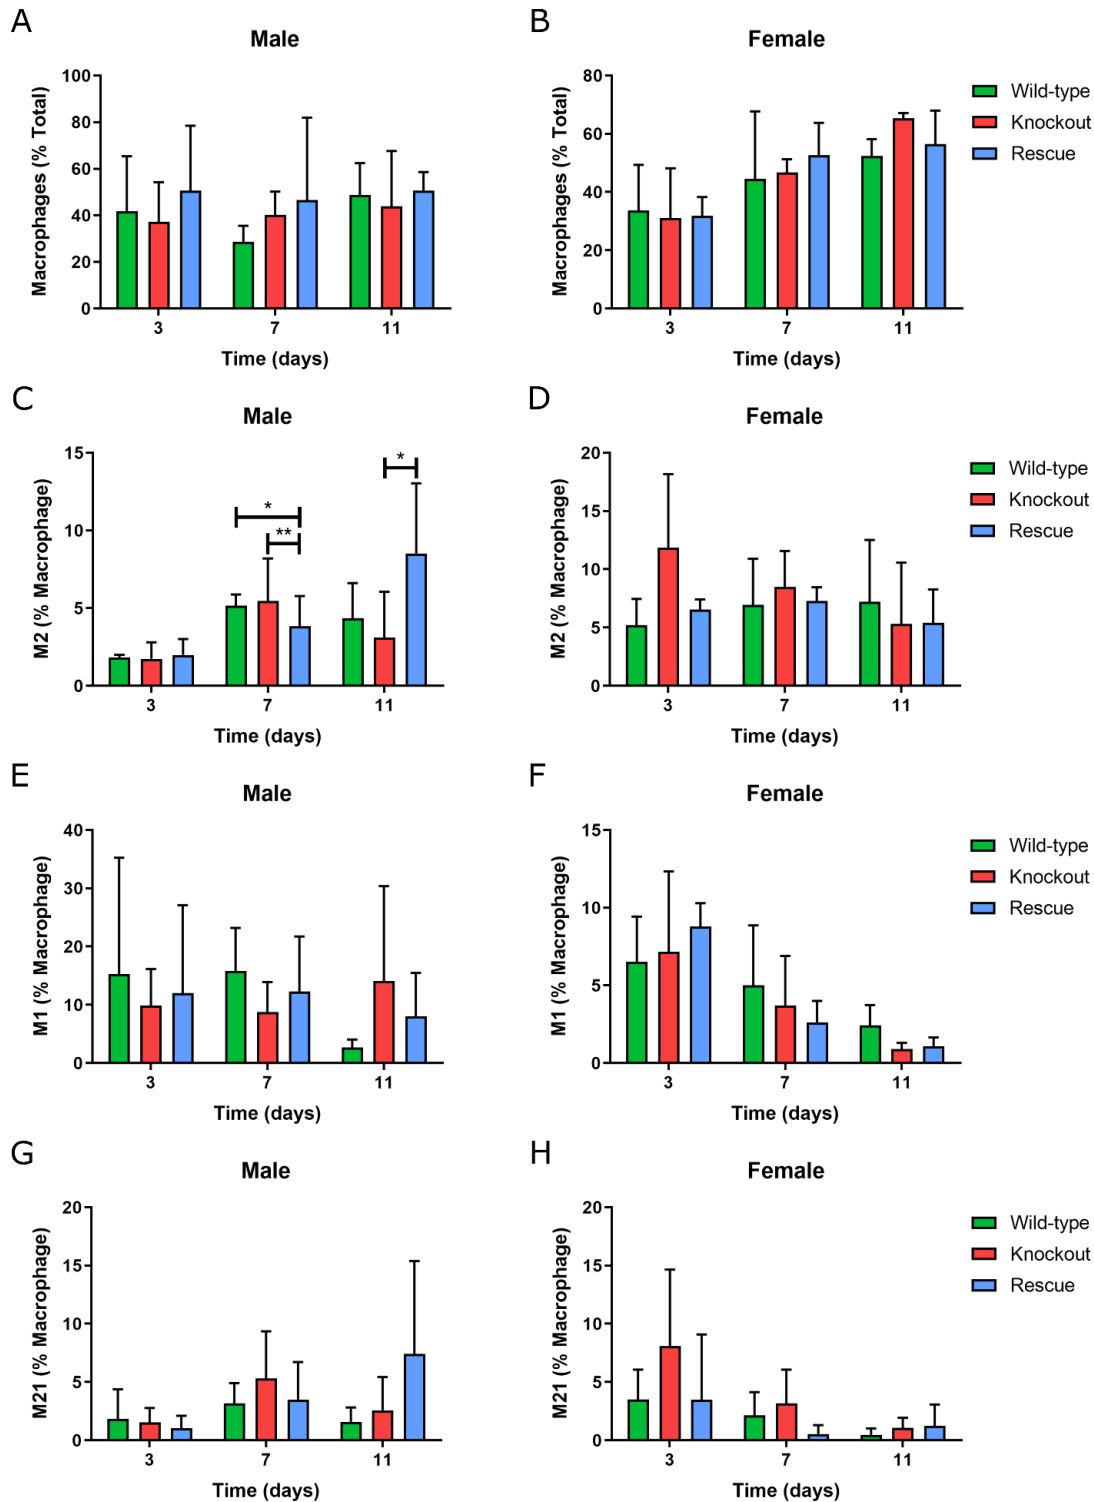 A
Male
Macrophages (% Total)
100
80
60
40
20
0
3 7 11
Time (days)
B
Female
Macrophages (% Total)
80
60
40
20
0
3 7 11
Time (days)
Wild-type
Knockout
Rescue
C
Male
M2 (% Macrophage)
15
10
5
0
*
**
*
3 7 11
Time (days)
D
Female
M2 (% Macrophage)
20
15
10
5
0
3 7 11
Time (days)
Wild-type
Knockout
Rescue
E
Male
M1 (% Macrophage)
40
30
20
10
0
3 7 11
Time (days)
F
Female
M1 (% Macrophage)
15
10
5
0
3 7 11
Time (days)
Wild-type
Knockout
Rescue
G
Male
M21 (% Macrophage)
20
15
10
5
0
3 7 11
Time (days)
H
Female
M21 (% Macrophage)
20
15
10
5
0
3 7 11
Time (days)
Wild-type
Knockout
Rescue